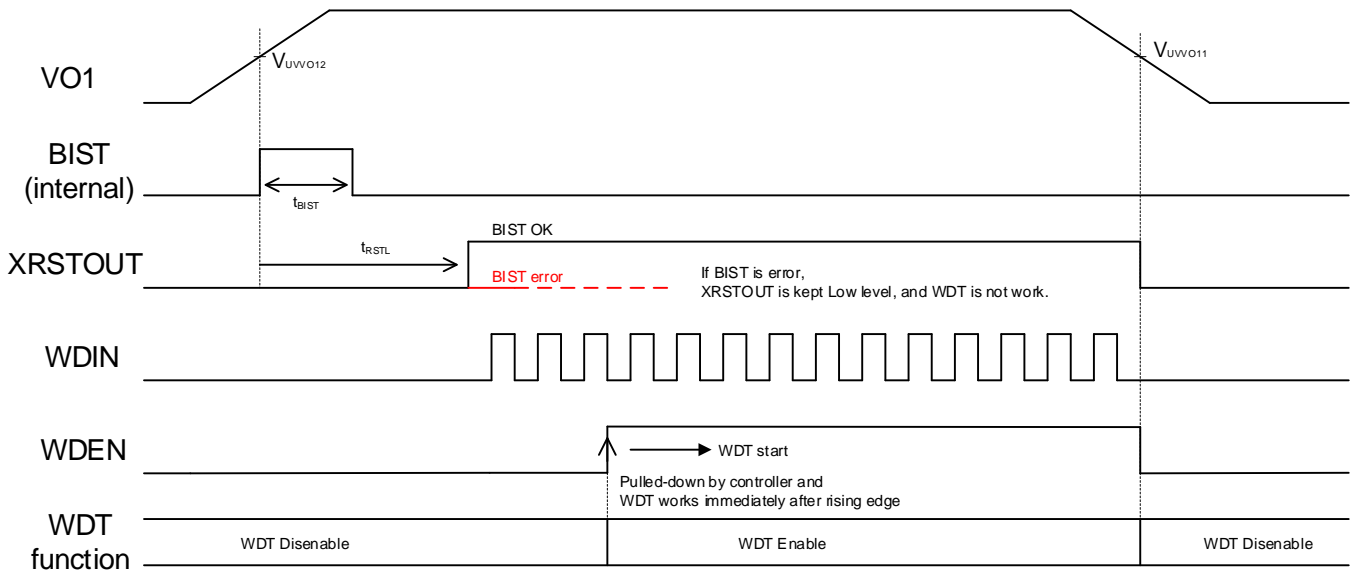 VO1
VUVVO12
VUVVO11
BIST
(internal)
tBIST
XRSTOUT
tRSTL
BIST OK
BIST error
If BIST is error,
XRSTOUT is kept Low level, and WDT is not work.
WDIN
WDEN
WDT start
Pulled-down by controller and
WDT works immediately after rising edge
WDT
function
WDT Disenable
WDT Enable
WDT Disenable